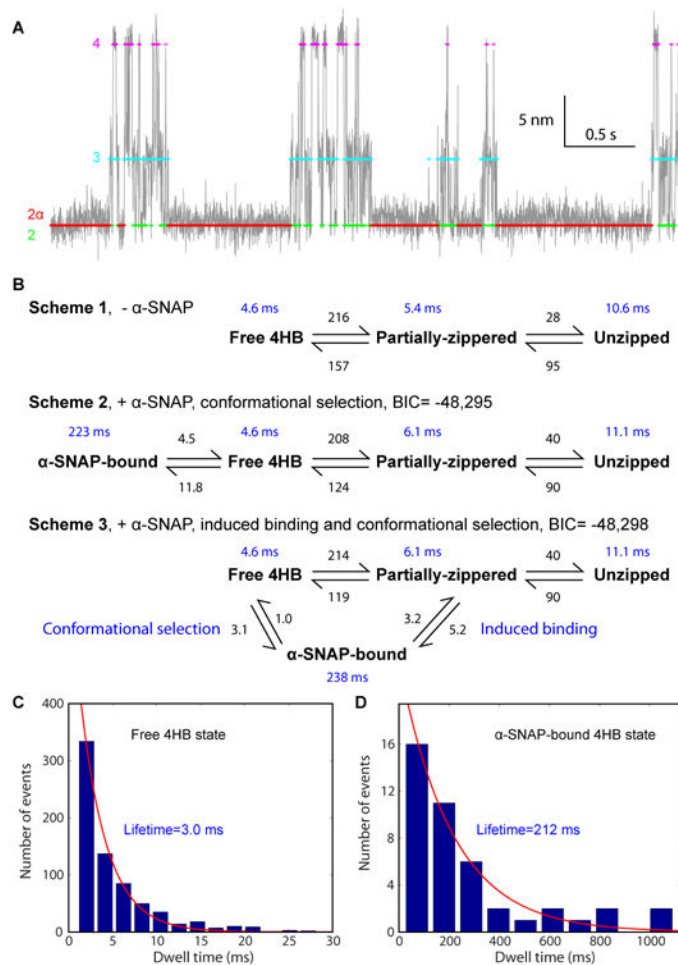 A
4
3
2α
2
5 nm
0.5 s
B
Scheme 1, - α-SNAP
4.6 ms 5.4 ms 10.6 ms
216 28
Free 4HB Partially-zippered Unzipped
157 95
Scheme 2, + α-SNAP, conformational selection, BIC= -48,295
223 ms 4.6 ms 6.1 ms 11.1 ms
4.5 208 40
α-SNAP-bound Free 4HB Partially-zippered Unzipped
11.8 124 90
Scheme 3, + α-SNAP, induced binding and conformational selection, BIC= -48,298
4.6 ms 6.1 ms 11.1 ms
214 40
Free 4HB Partially-zippered Unzipped
119 90
Conformational selection 3.1 1.0 3.2 5.2 Induced binding
α-SNAP-bound
238 ms
C
Free 4HB state
Lifetime=3.0 ms
Number of events
400
300
200
100
0
0 5 10 15 20 25 30
Dwell time (ms)
D
α-SNAP-bound 4HB state
Lifetime=212 ms
Number of events
16
12
8
4
0
0 200 400 600 800 1000
Dwell time (ms)